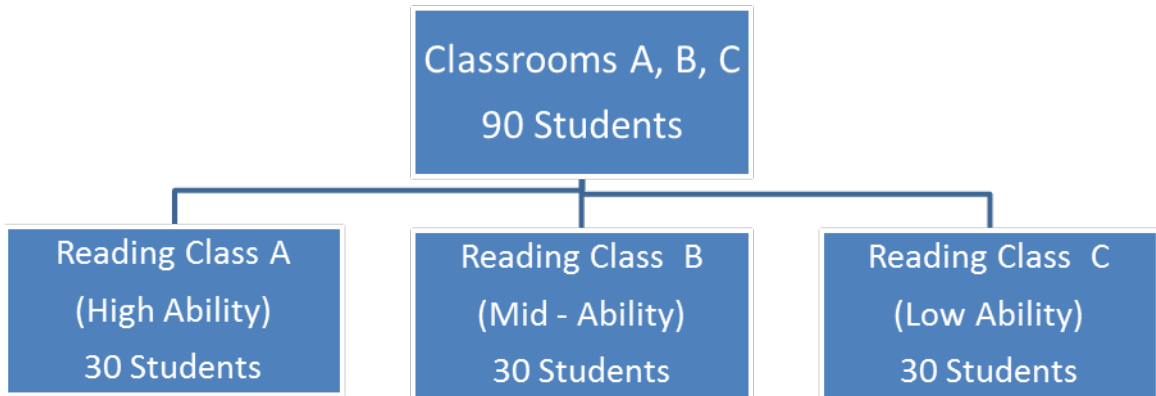 Classrooms A, B, C
90 Students
Reading Class A
(High Ability)
30 Students
Reading Class B
(Mid - Ability)
30 Students
Reading Class C
(Low Ability)
30 Students